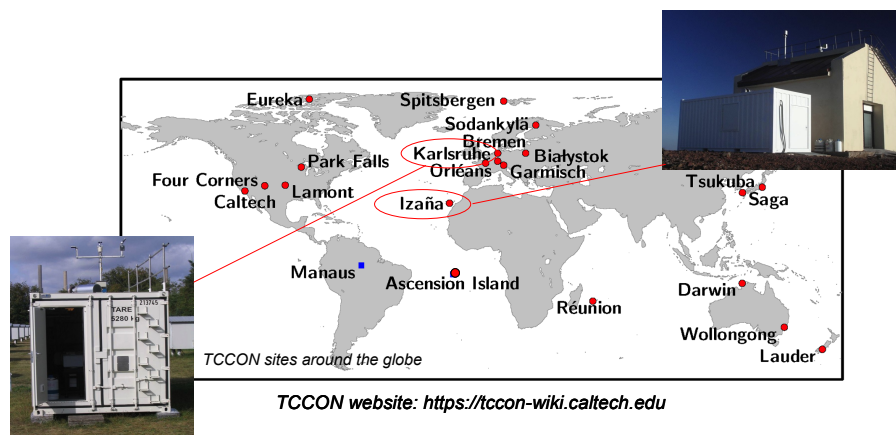 Eureka
Spitsbergen
Sodankylä
Bremen
Karlsruhe
Białystok
Orléans
Garmisch
Park Falls
Four Corners
Lamont
Caltech
Izaña
Tsukuba
Saga
Manaus
Ascension Island
Réunion
Darwin
Wollongong
Lauder
213745
TARE
5280 kg
TCCON sites around the globe
TCCON website: https://tccon-wiki.caltech.edu